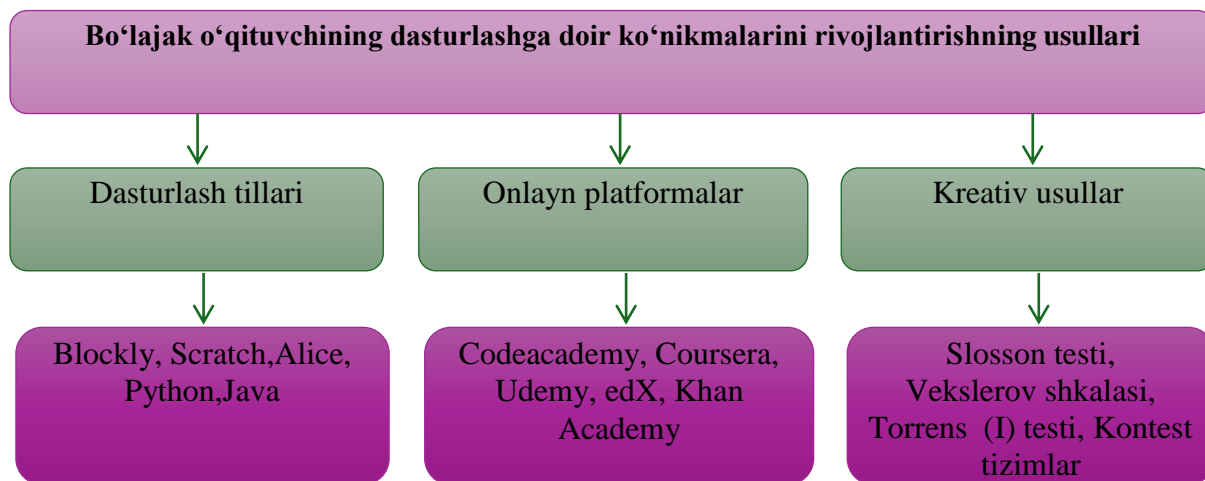 Bo‘lajak o‘qituvchining dasturlashga doir ko‘nikmalarini rivojlantirishning usullari
Dasturlash tillari
Onlayn platformalar
Kreativ usullar
Blockly, Scratch,Alice,
Python,Java
Codeacademy, Coursera,
Udemy, edX, Khan
Academy
Slosson testi,
Vekslerov shkalasi,
Torrens (I) testi, Kontest
tizimlar